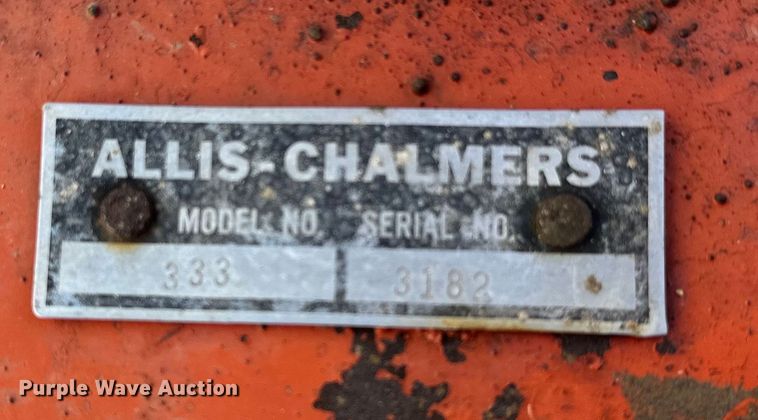 ALLIS-CHALMERS
MODEL NO. SERIAL NO.
333 3182
Purple Wave Auction